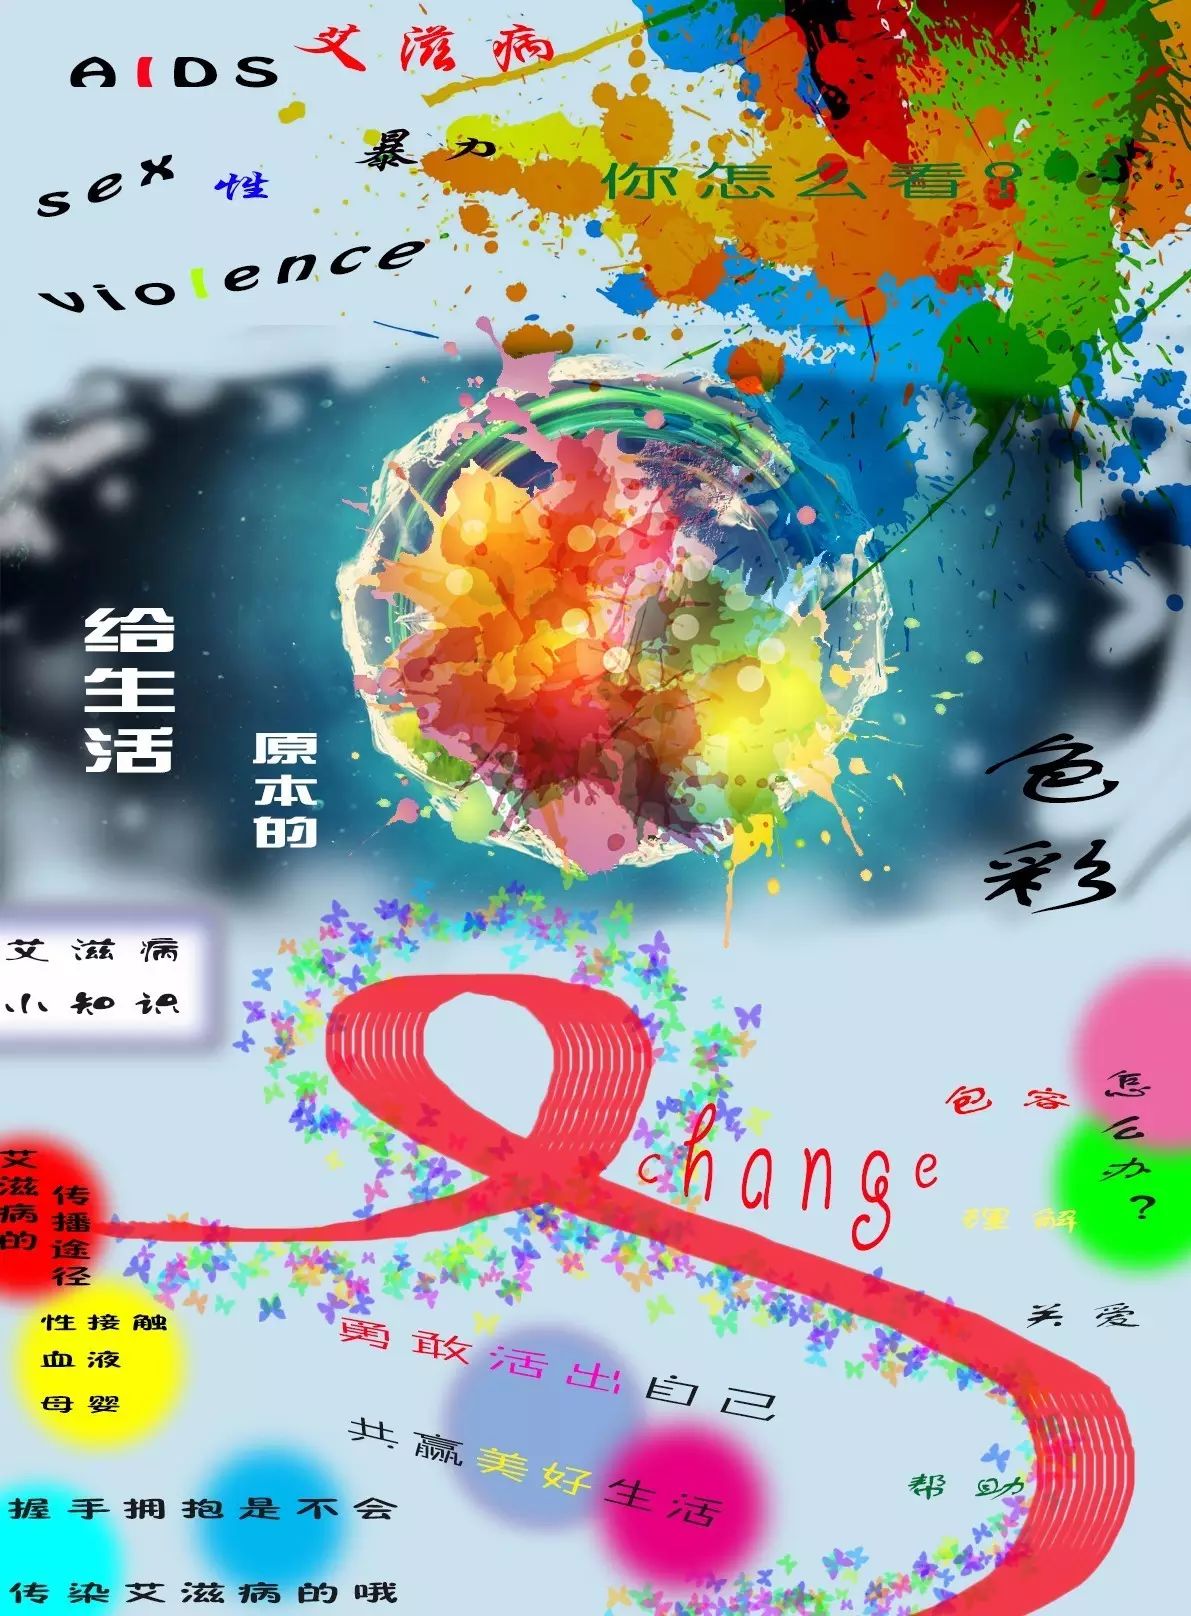 AIDS 艾滋病
sex 性 暴力
violence
你怎么看？
给生活
原本的
色彩
艾滋病
小知识
change
包容
理解
关爱
帮助
怎么办？
艾滋病的
传播途径
性接触
血液
母婴
勇敢活出自己
共赢美好生活
握手拥抱是不会
传染艾滋病的哦